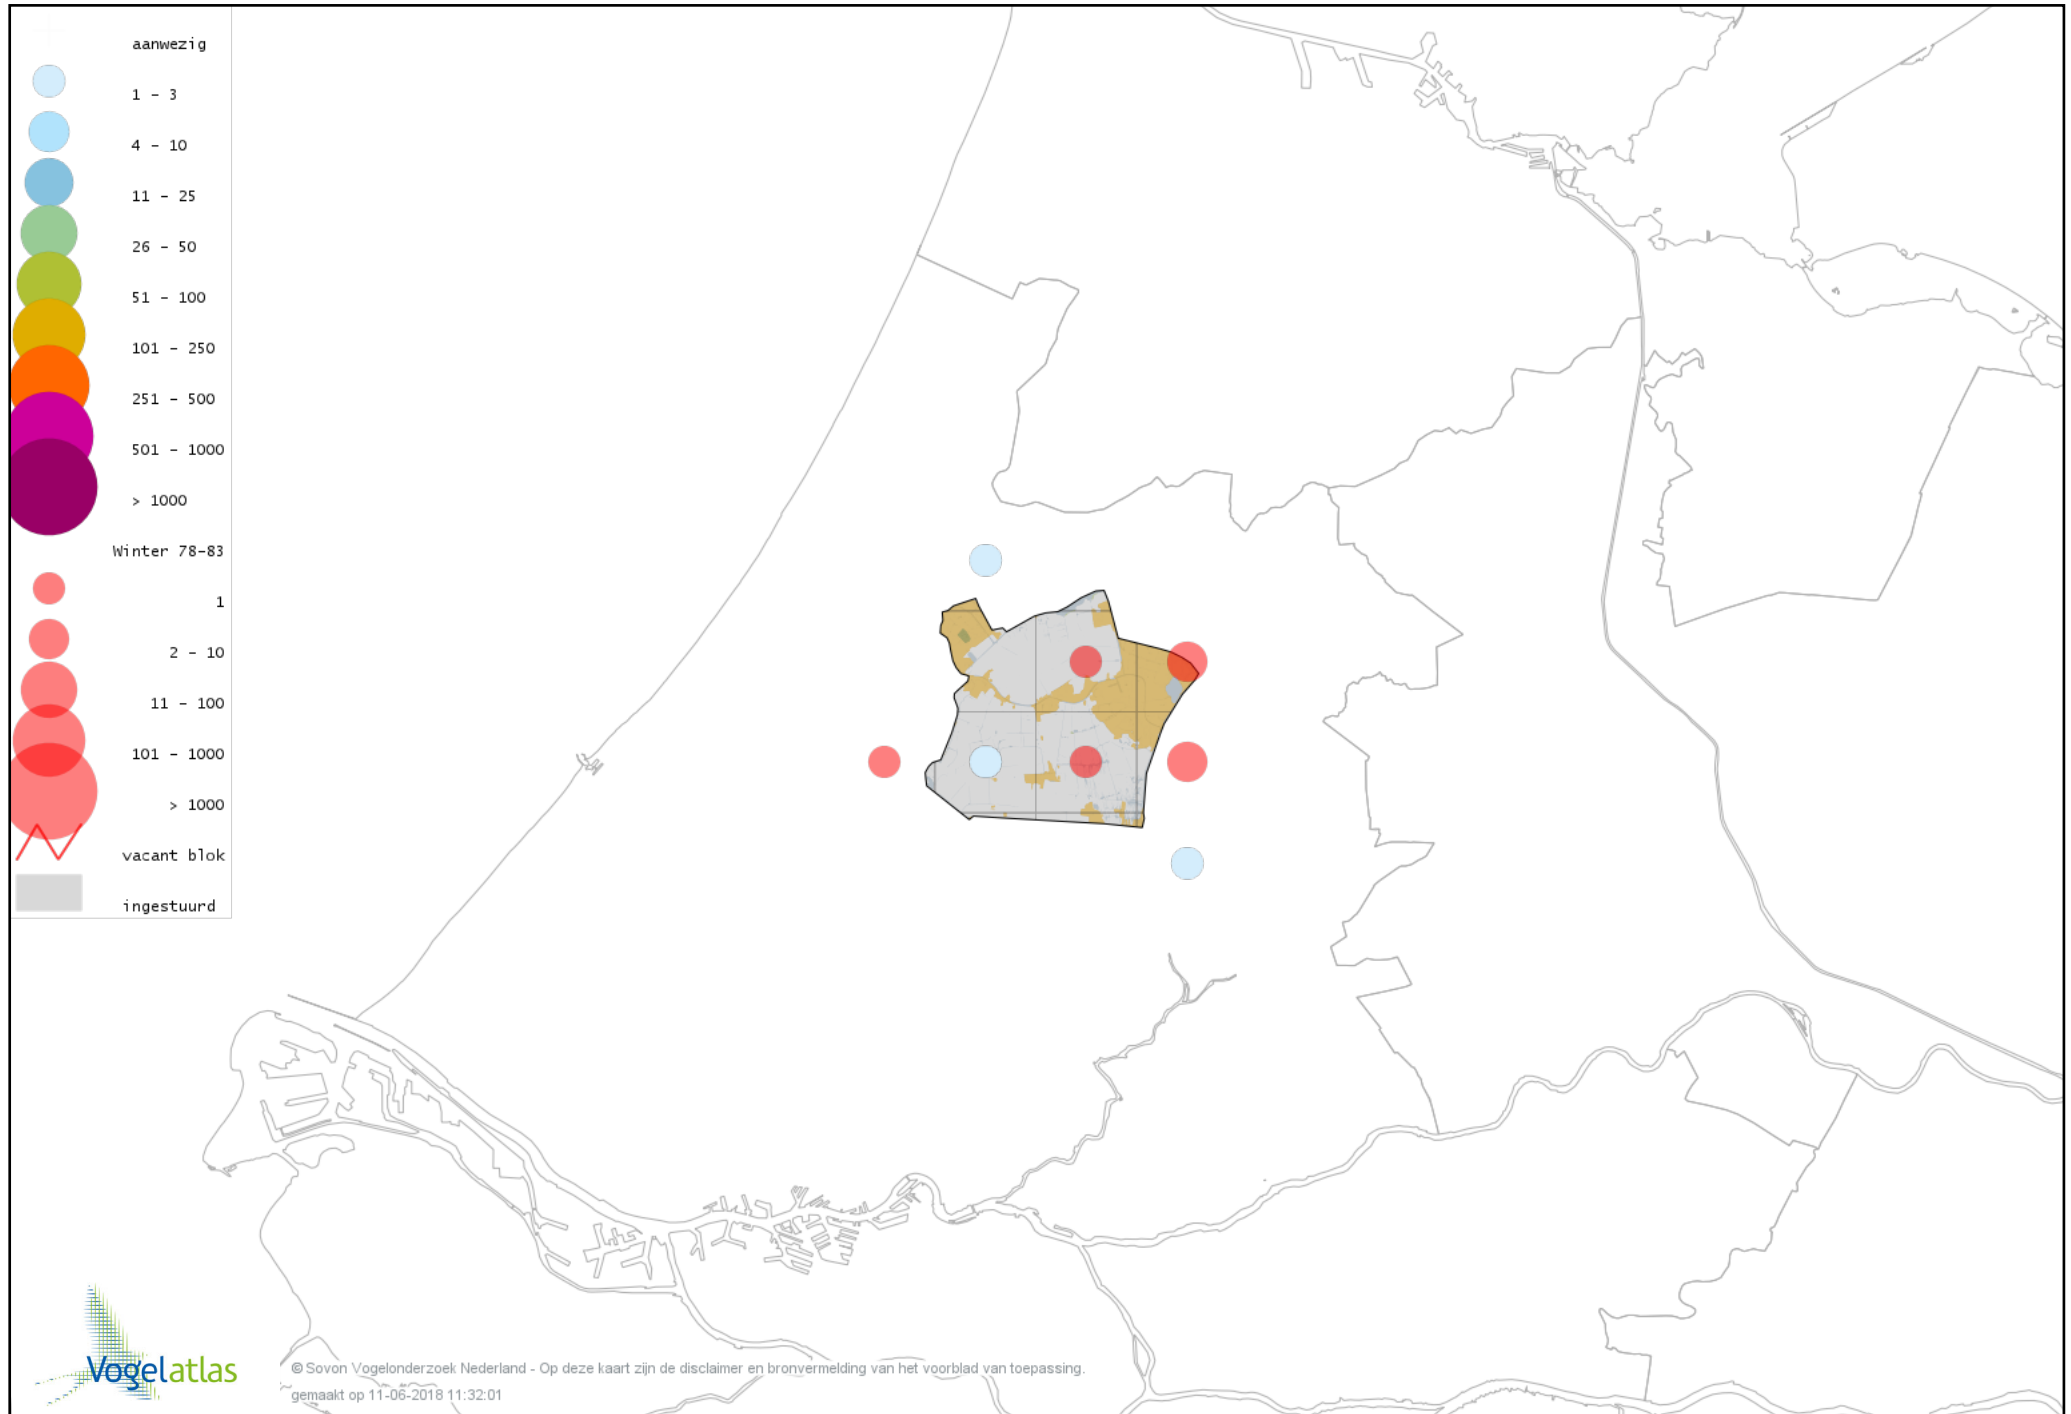 aanwezig
1 - 3
4 - 10
11 - 25
26 - 50
51 - 100
101 - 250
251 - 500
501 - 1000
> 1000
Winter 78-83
1
2 - 10
11 - 100
101 - 1000
> 1000
vacant blok
ingestuurd
Vogelatlas
© Sovon Vogelonderzoek Nederland - Op deze kaart zijn de disclaimer en bronvermelding van het voorblad van toepassing.
gemaakt op 11-06-2018 11:32:01